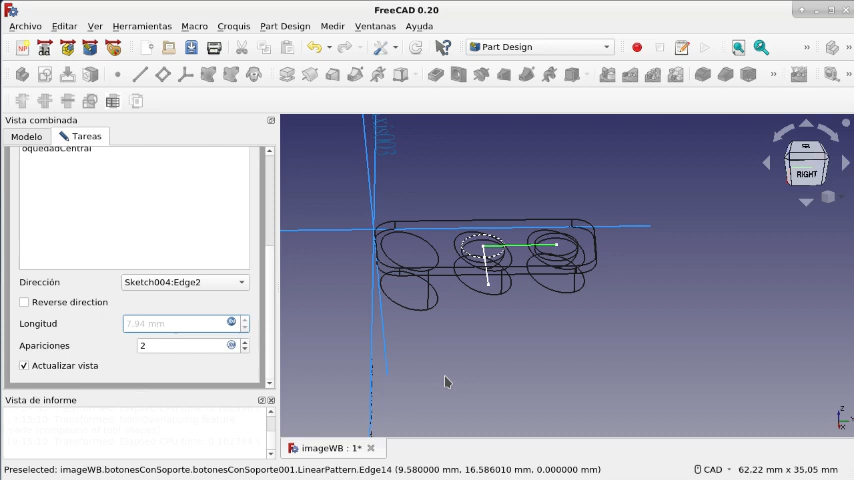 FreeCAD 0.20
Archivo Editar Ver Herramientas Macro Croquis Part Design Medir Ventanas Ayuda
Part Design
Vista combinada
Modelo Tareas
oquedadCentral
Dirección Sketch004:Edge2
Reverse direction
Longitud 7.94 mm
Apariciones 2
Actualizar vista
Vista de informe
RIGHT
Z
imageWB : 1*
Preselected: imageWB.botonesConSoporte.botonesConSoporte001.LinearPattern.Edge14 (9.580000 mm, 16.586010 mm, 0.000000 mm) CAD 62.22 mm x 35,05 mm